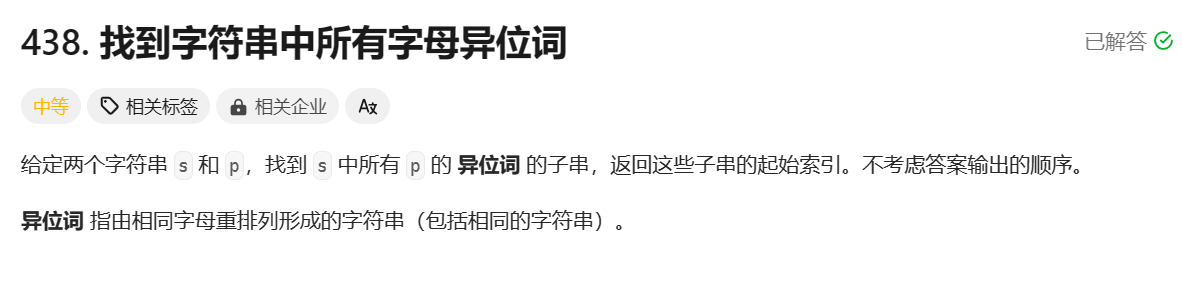 438. 找到字符串中所有字母异位词
已解答
中等 相关标签 相关企业
给定两个字符串 s 和 p，找到 s 中所有 p 的 异位词 的子串，返回这些子串的起始索引。不考虑答案输出的顺序。
异位词 指由相同字母重排列形成的字符串（包括相同的字符串）。